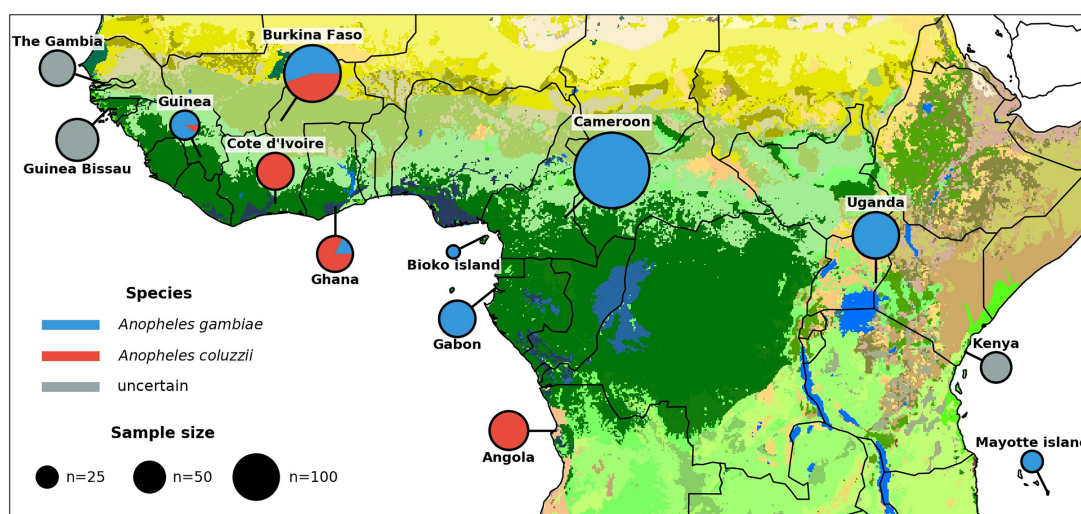 The Gambia
Burkina Faso
Guinea
Cote d'Ivoire
Cameroon
Guinea Bissau
Uganda
Ghana
Bioko island
Species
Anopheles gambiae
Gabon
Anopheles coluzzii
Kenya
uncertain
Sample size
Angola
Mayotte island
n=25
n=50
n=100